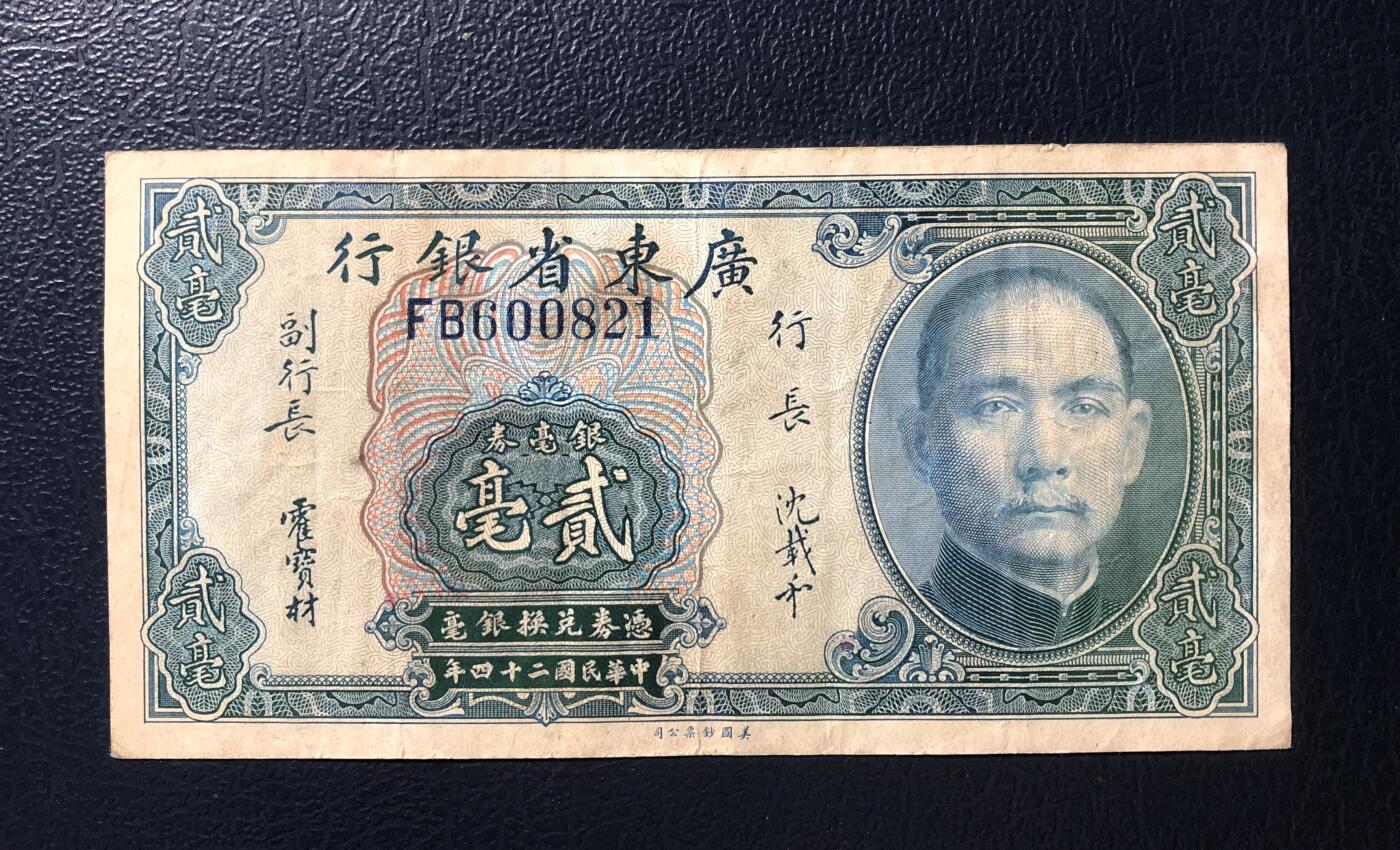 廣東省銀行
FB600821
行長 沈載和
副行長 霍寶材
銀毫券
貳毫
憑券兌換銀毫
中華民國二十四年
美國鈔票公司
貳毫
貳毫
貳毫
貳毫